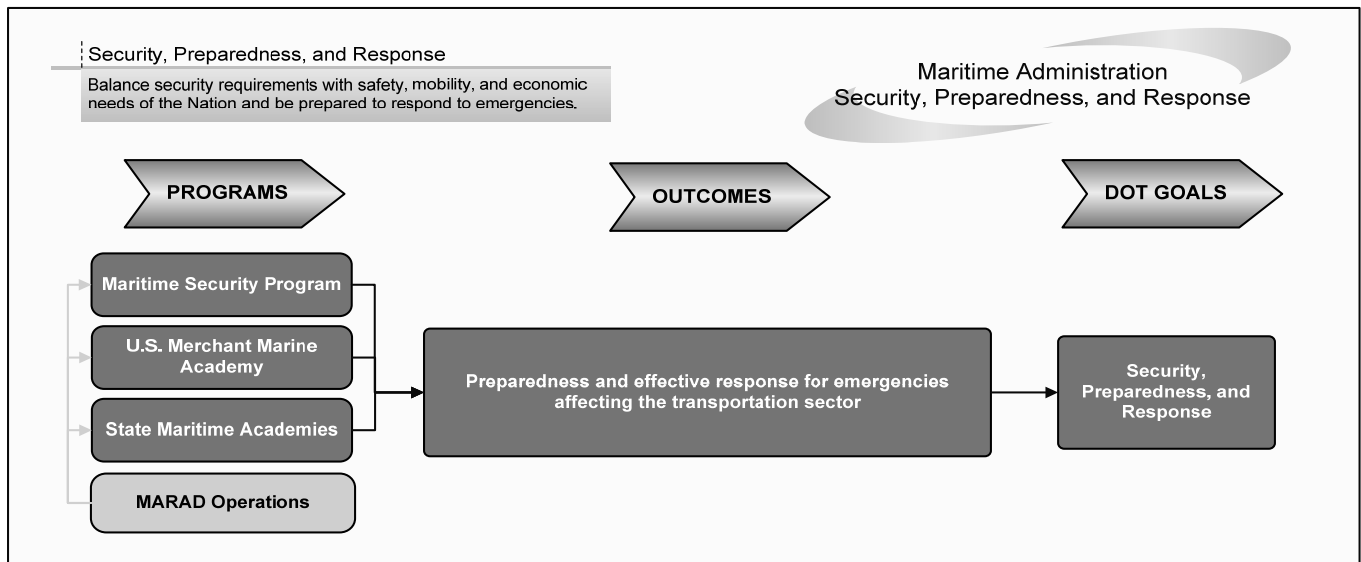 Security, Preparedness, and Response
Balance security requirements with safety, mobility, and economic
needs of the Nation and be prepared to respond to emergencies.
Maritime Administration
Security, Preparedness, and Response
PROGRAMS
OUTCOMES
DOT GOALS
Maritime Security Program
U.S. Merchant Marine
Academy
State Maritime Academies
MARAD Operations
Preparedness and effective response for emergencies
affecting the transportation sector
Security,
Preparedness, and
Response